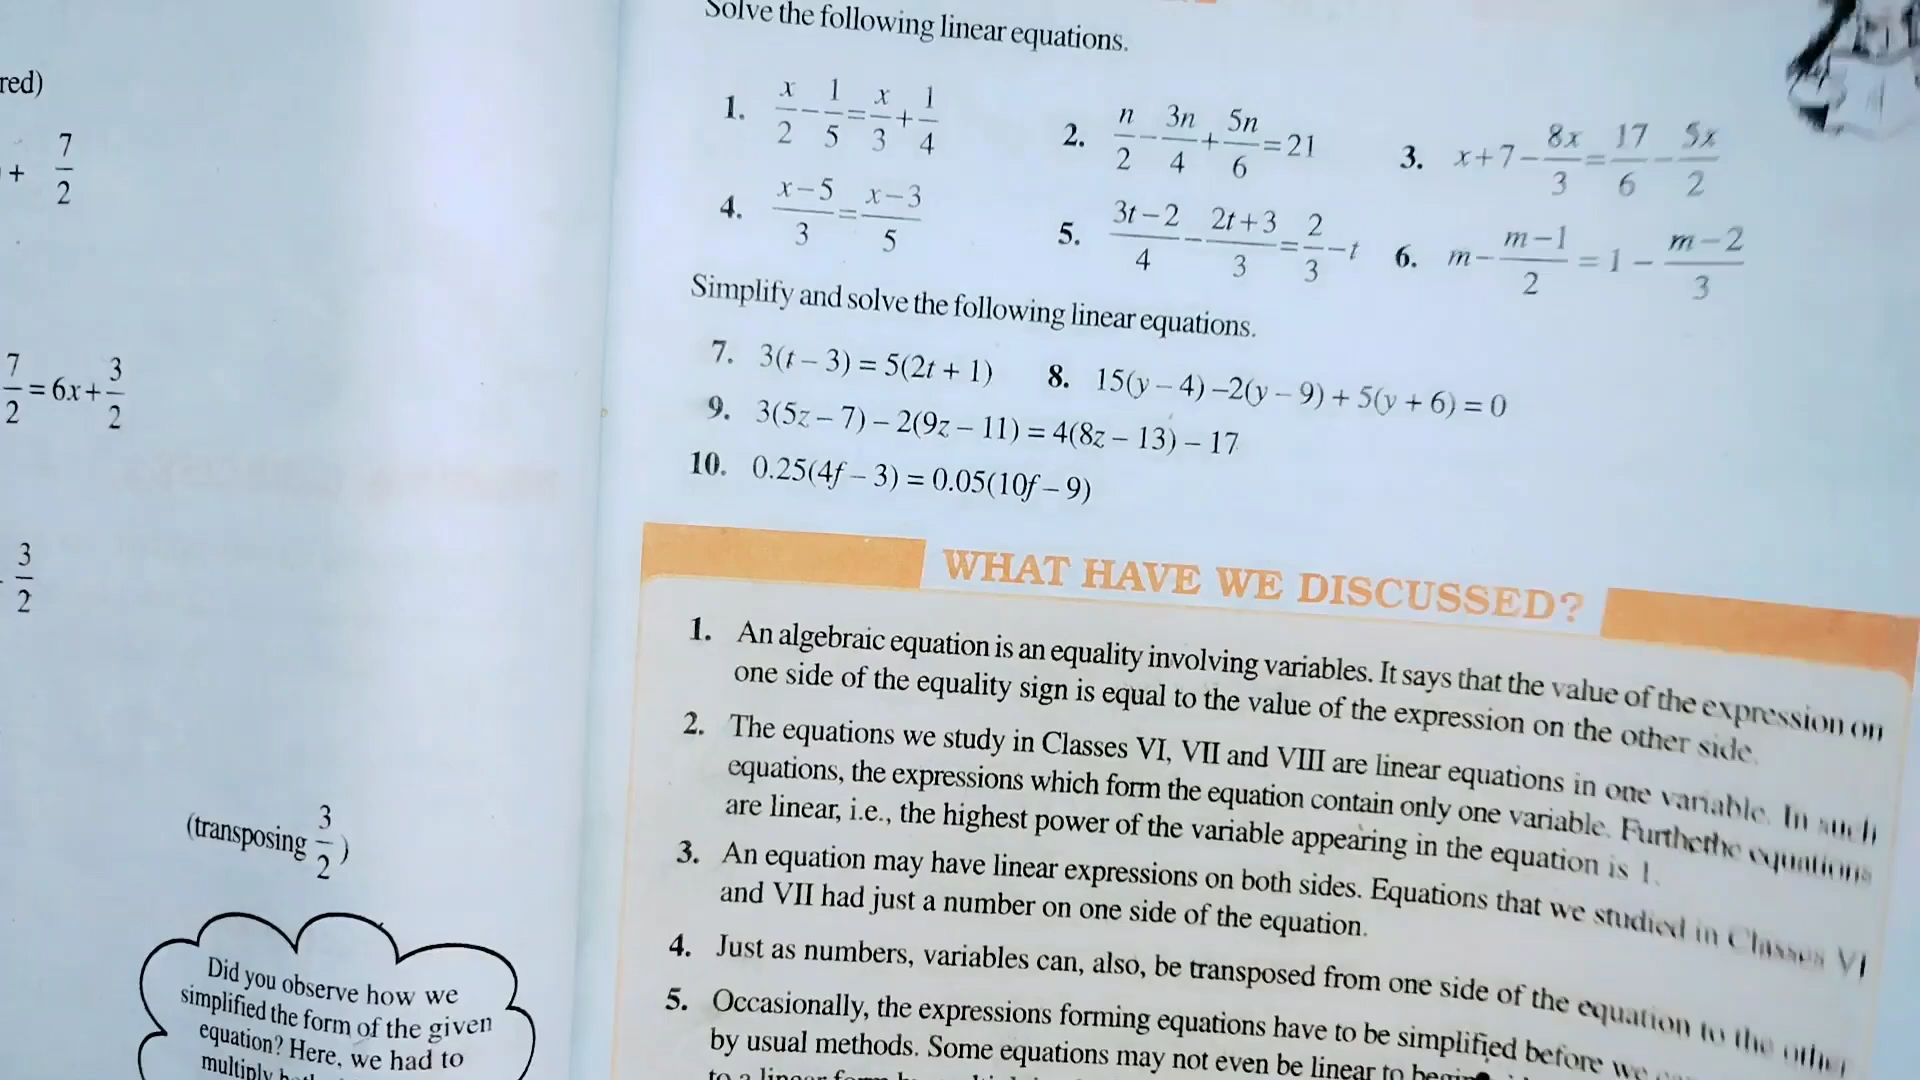 red)
+ 7/2
7/2 = 6x + 3/2
3/2
(transposing 3/2)
Did you observe how we
simplified the form of the given
equation? Here, we had to
multiply
Solve the following linear equations.
1. x/2 - 1/5 = x/3 + 1/4
2. n/2 - 3n/4 + 5n/6 = 21
3. x + 7 - 8x/3 = 17/6 - 5x/2
4. (x - 5)/3 = (x - 3)/5
5. (3t - 2)/4 - (2t + 3)/3 = 2/3 - t
6. m - (m - 1)/2 = 1 - (m - 2)/3
Simplify and solve the following linear equations.
7. 3(t – 3) = 5(2t + 1)
8. 15(y – 4) –2(y – 9) + 5(y + 6) = 0
9. 3(5z – 7) – 2(9z – 11) = 4(8z – 13) – 17
10. 0.25(4f – 3) = 0.05(10f – 9)
WHAT HAVE WE DISCUSSED?
1. An algebraic equation is an equality involving variables. It says that the value of the expression on
one side of the equality sign is equal to the value of the expression on the other side.
2. The equations we study in Classes VI, VII and VIII are linear equations in one variable. In such
equations, the expressions which form the equation contain only one variable. Furthethe equations
are linear, i.e., the highest power of the variable appearing in the equation is 1.
3. An equation may have linear expressions on both sides. Equations that we studied in Classes VI
and VII had just a number on one side of the equation.
4. Just as numbers, variables can, also, be transposed from one side of the equation to the other
5. Occasionally, the expressions forming equations have to be simplified before we
by usual methods. Some equations may not even be linear to begin
to a linear form